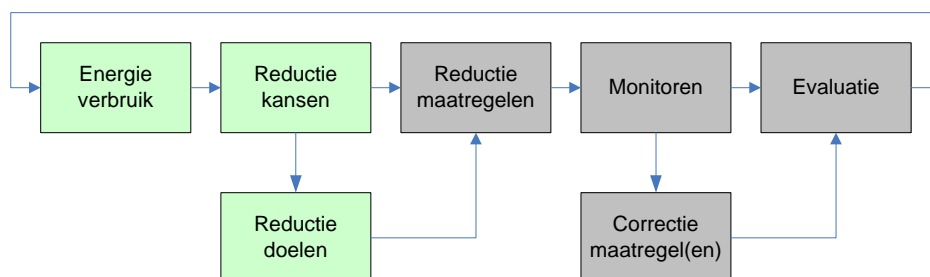 Energie
verbruik
Reductie
kansen
Reductie
maatregelen
Monitoren
Evaluatie
Reductie
doelen
Correctie
maatregel(en)